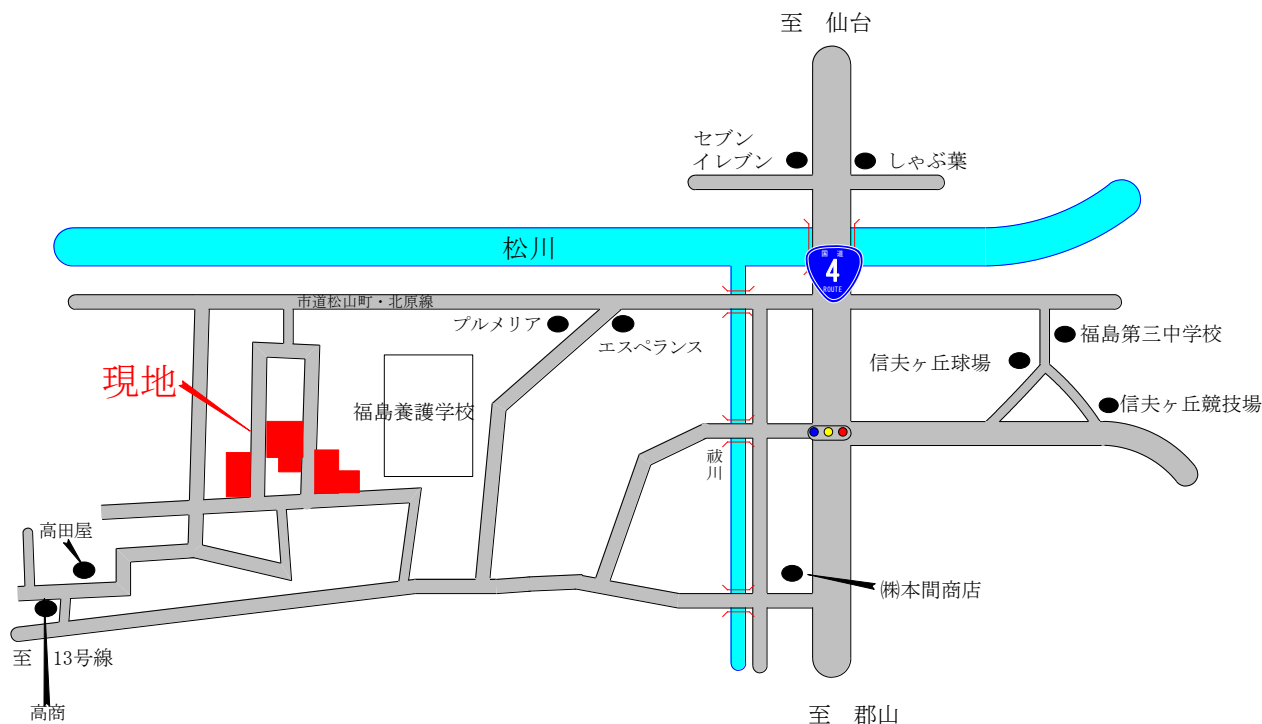 至　仙台
セブン
イレブン
しゃぶ葉
松川
国道
4
ROUTE
市道松山町・北原線
プルメリア
エスペランス
福島第三中学校
信夫ヶ丘球場
現地
福島養護学校
信夫ヶ丘競技場
祓川
高田屋
㈱本間商店
至　13号線
高商
至　郡山